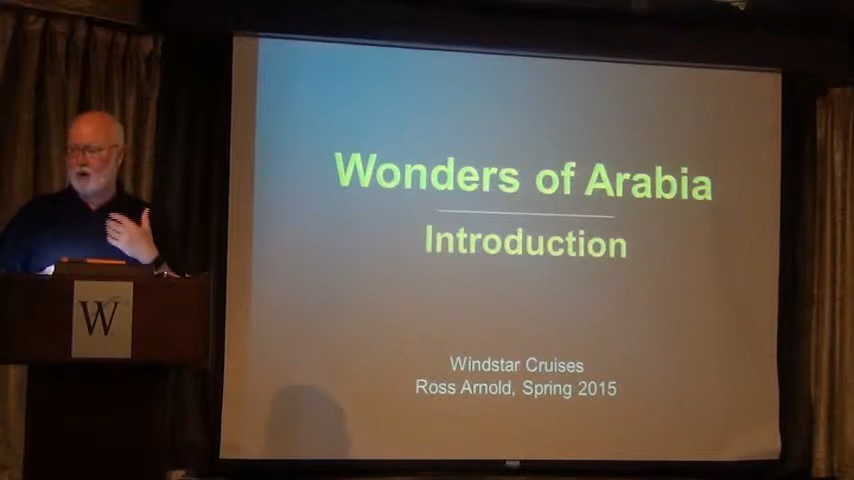 Wonders of Arabia
Introduction
Windstar Cruises
Ross Arnold, Spring 2015
W